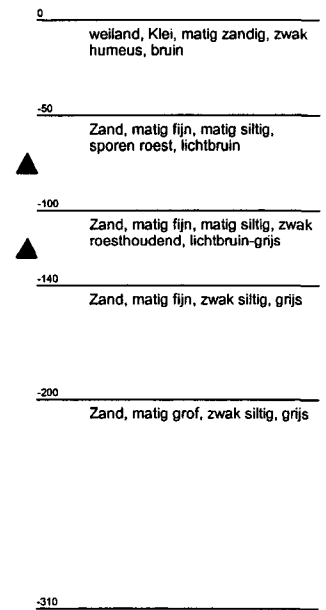 0
weiland, Klei, matig zandig, zwak
humeus, bruin
-50
Zand, matig fijn, matig siltig,
sporen roest, lichtbruin
-100
Zand, matig fijn, matig siltig, zwak
roesthoudend, lichtbruin-grijs
-140
Zand, matig fijn, zwak siltig, grijs
-200
Zand, matig grof, zwak siltig, grijs
-310